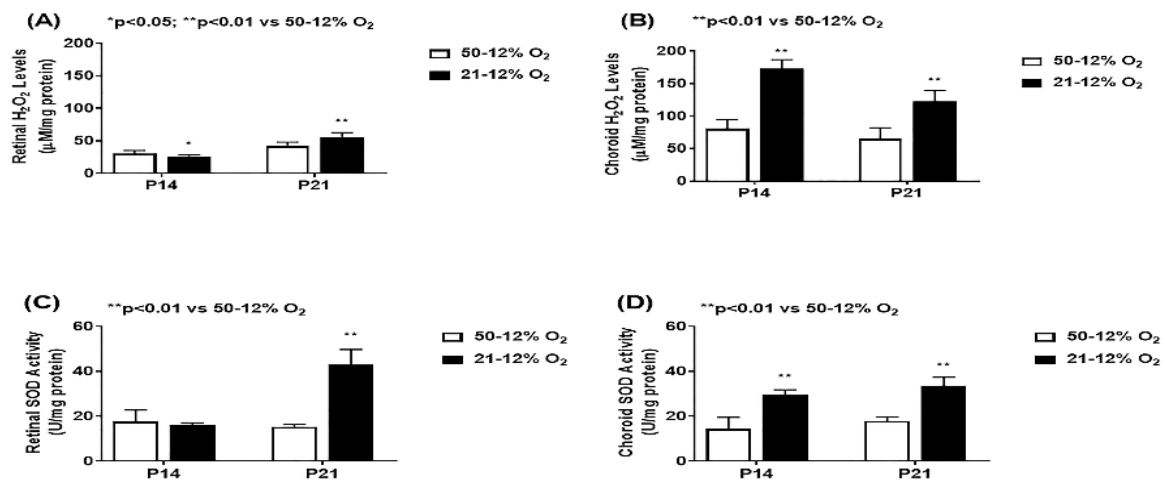 (A)
*p<0.05; **p<0.01 vs 50-12% O₂
Retinal H₂O₂ Levels
(μM/mg protein)
200
150
100
50
0
*
**
P14
P21
50-12% O₂
21-12% O₂
(B)
**p<0.01 vs 50-12% O₂
Choroid H₂O₂ Levels
(μM/mg protein)
200
150
100
50
0
**
**
P14
P21
50-12% O₂
21-12% O₂
(C)
**p<0.01 vs 50-12% O₂
Retinal SOD Activity
(U/mg protein)
60
40
20
0
**
P14
P21
50-12% O₂
21-12% O₂
(D)
**p<0.01 vs 50-12% O₂
Choroid SOD Activity
(U/mg protein)
60
40
20
0
**
**
P14
P21
50-12% O₂
21-12% O₂